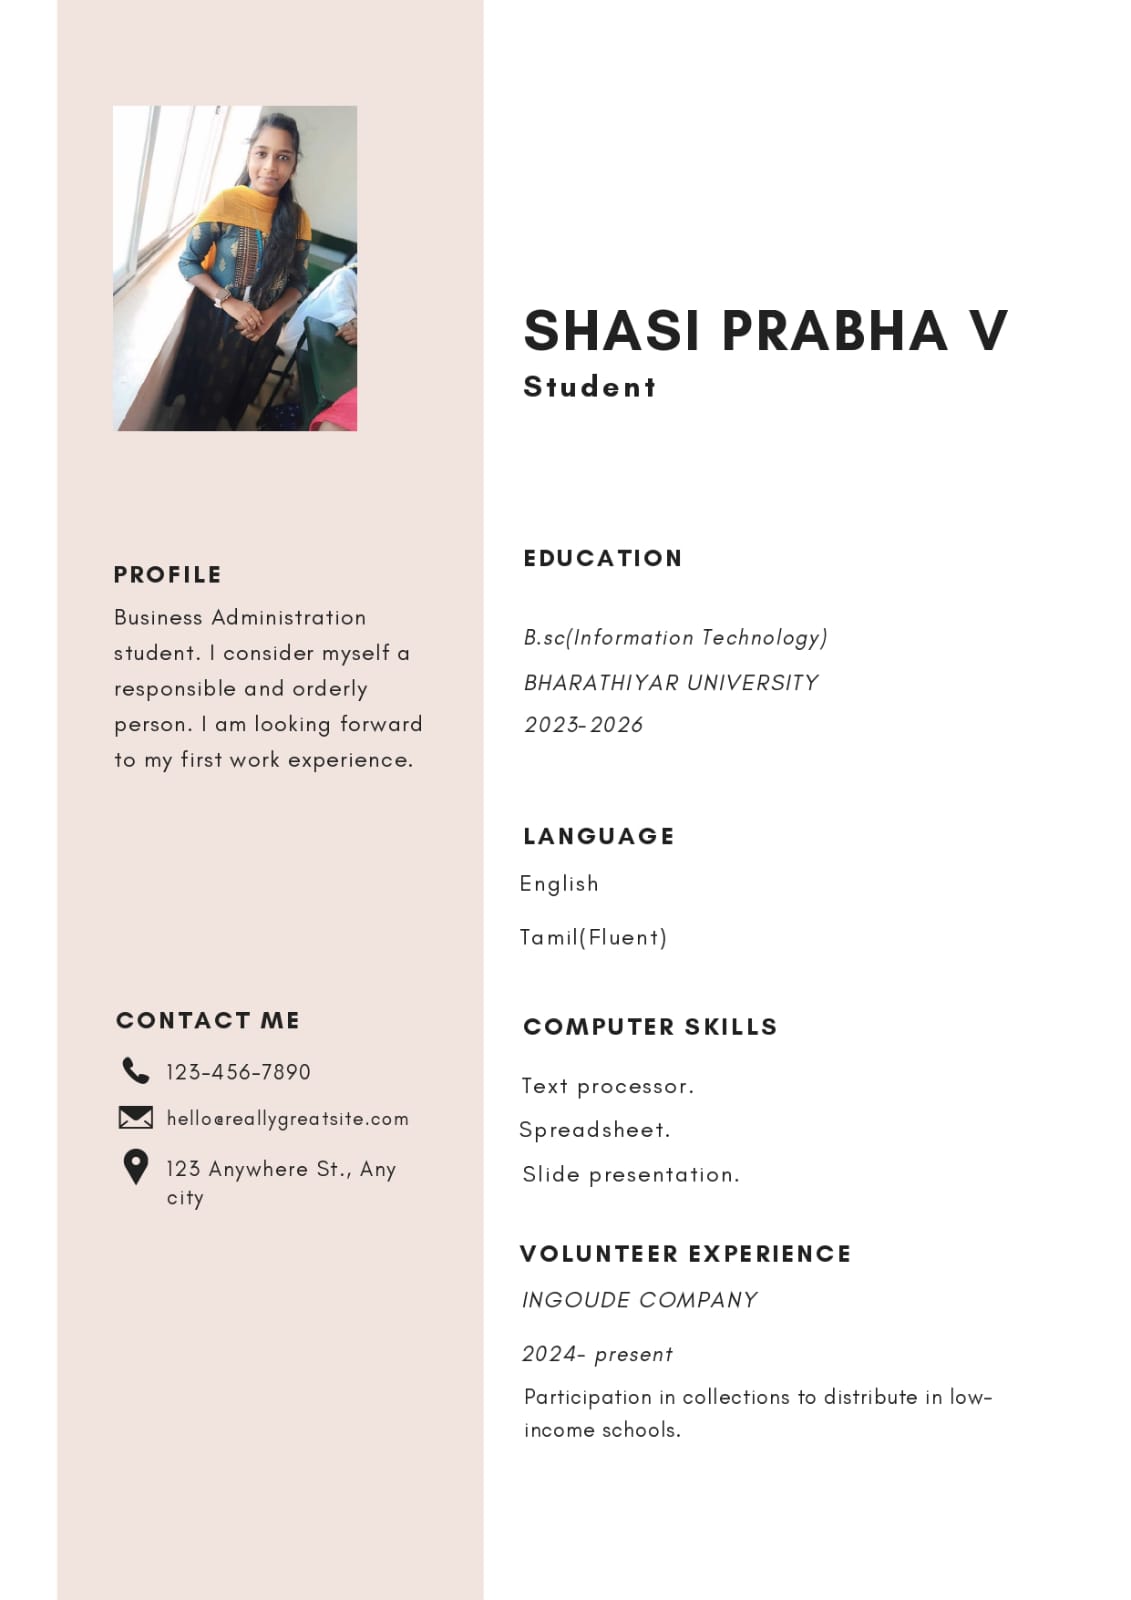 SHASI PRABHA V
Student
PROFILE
Business Administration
student. I consider myself a
responsible and orderly
person. I am looking forward
to my first work experience.
CONTACT ME
123-456-7890
hello@reallygreatsite.com
123 Anywhere St., Any
city
EDUCATION
B.sc(Information Technology)
BHARATHIYAR UNIVERSITY
2023-2026
LANGUAGE
English
Tamil(Fluent)
COMPUTER SKILLS
Text processor.
Spreadsheet.
Slide presentation.
VOLUNTEER EXPERIENCE
INGOUDE COMPANY
2024- present
Participation in collections to distribute in low-
income schools.